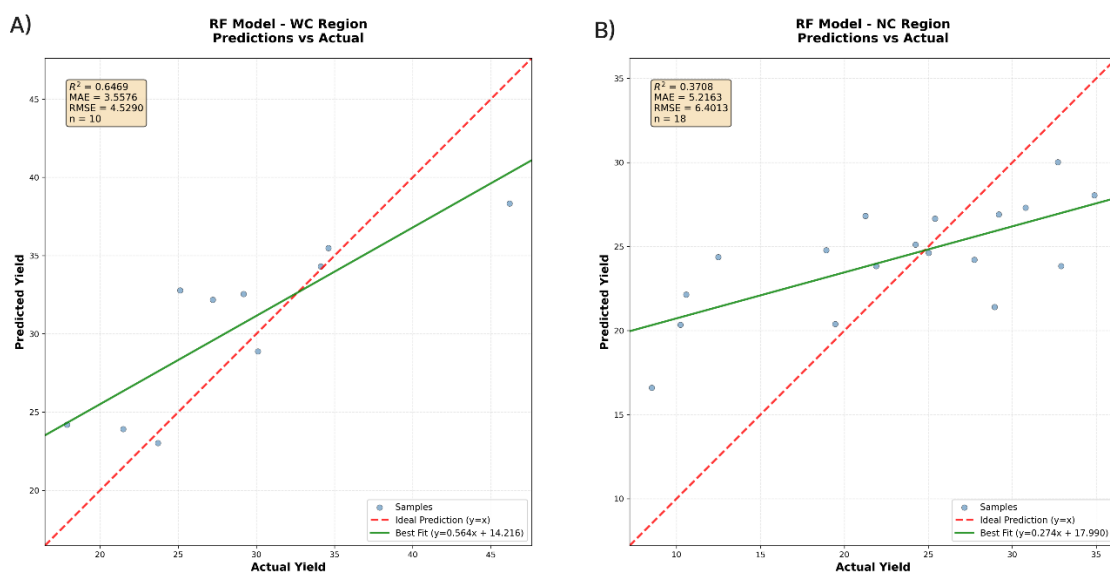 A)
RF Model - WC Region
Predictions vs Actual
R² = 0.6469
MAE = 3.5576
RMSE = 4.5290
n = 10
45
40
35
30
25
20
Predicted Yield
20 25 30 35 40 45
Actual Yield
Samples
Ideal Prediction (y=x)
Best Fit (y=0.564x + 14.216)
B)
RF Model - NC Region
Predictions vs Actual
R² = 0.3708
MAE = 5.2163
RMSE = 6.4013
n = 18
35
30
25
20
15
10
Predicted Yield
10 15 20 25 30 35
Actual Yield
Samples
Ideal Prediction (y=x)
Best Fit (y=0.274x + 17.990)